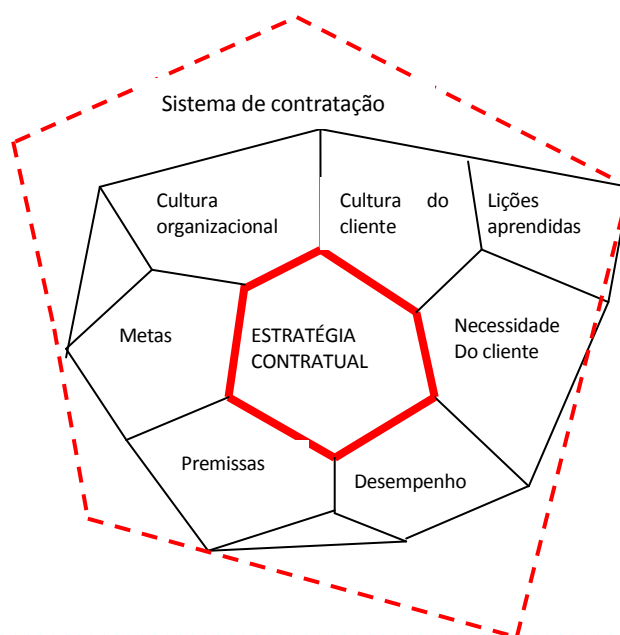 Sistema de contratação
Cultura
organizacional
Cultura do
cliente
Lições
aprendidas
Metas
ESTRATÉGIA
CONTRATUAL
Necessidade
Do cliente
Premissas
Desempenho